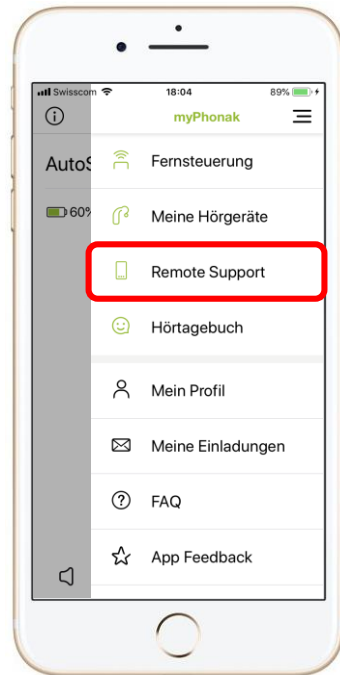 Swisscom 18:04 89%
myPhonak
AutoS
Fernsteuerung
60%
Meine Hörgeräte
Remote Support
Hörtagebuch
Mein Profil
Meine Einladungen
FAQ
App Feedback